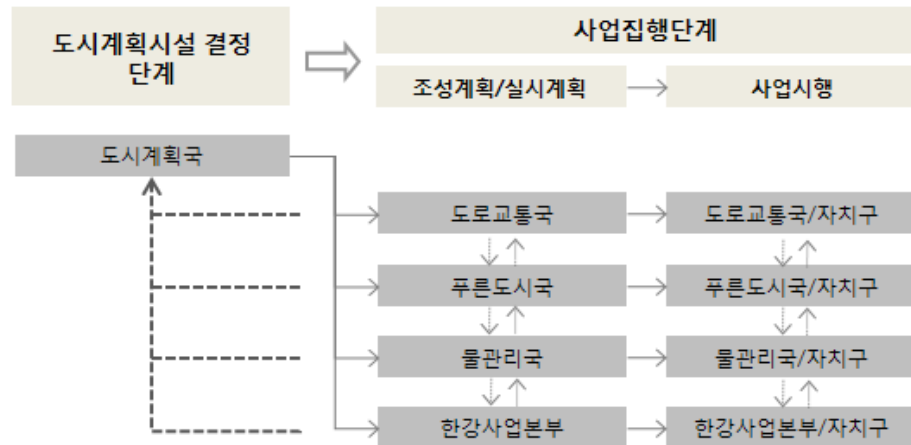 도시계획시설 결정
단계
사업집행단계
조성계획/실시계획
사업시행
도시계획국
도로교통국
도로교통국/자치구
푸른도시국
푸른도시국/자치구
물관리국
물관리국/자치구
한강사업본부
한강사업본부/자치구